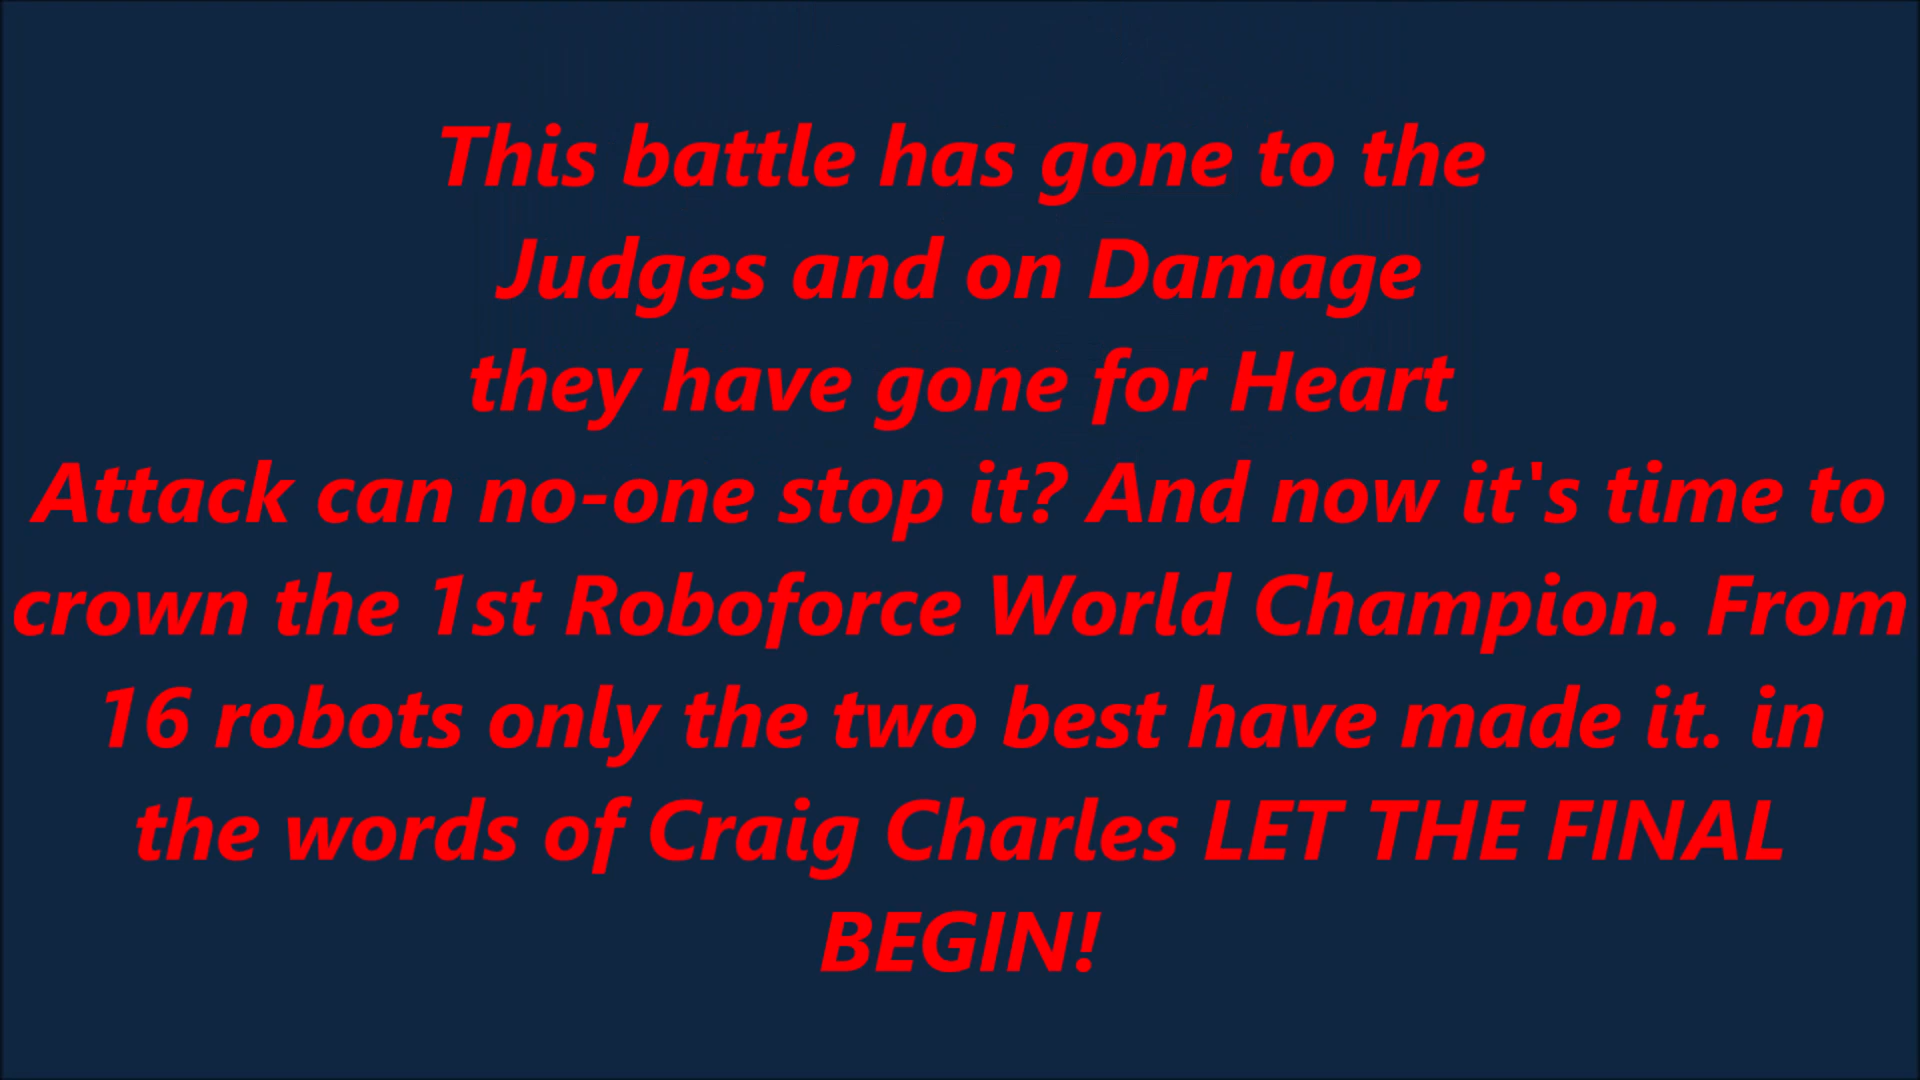 This battle has gone to the
Judges and on Damage
they have gone for Heart
Attack can no-one stop it? And now it's time to
crown the 1st Roboforce World Champion. From
16 robots only the two best have made it. in
the words of Craig Charles LET THE FINAL
BEGIN!